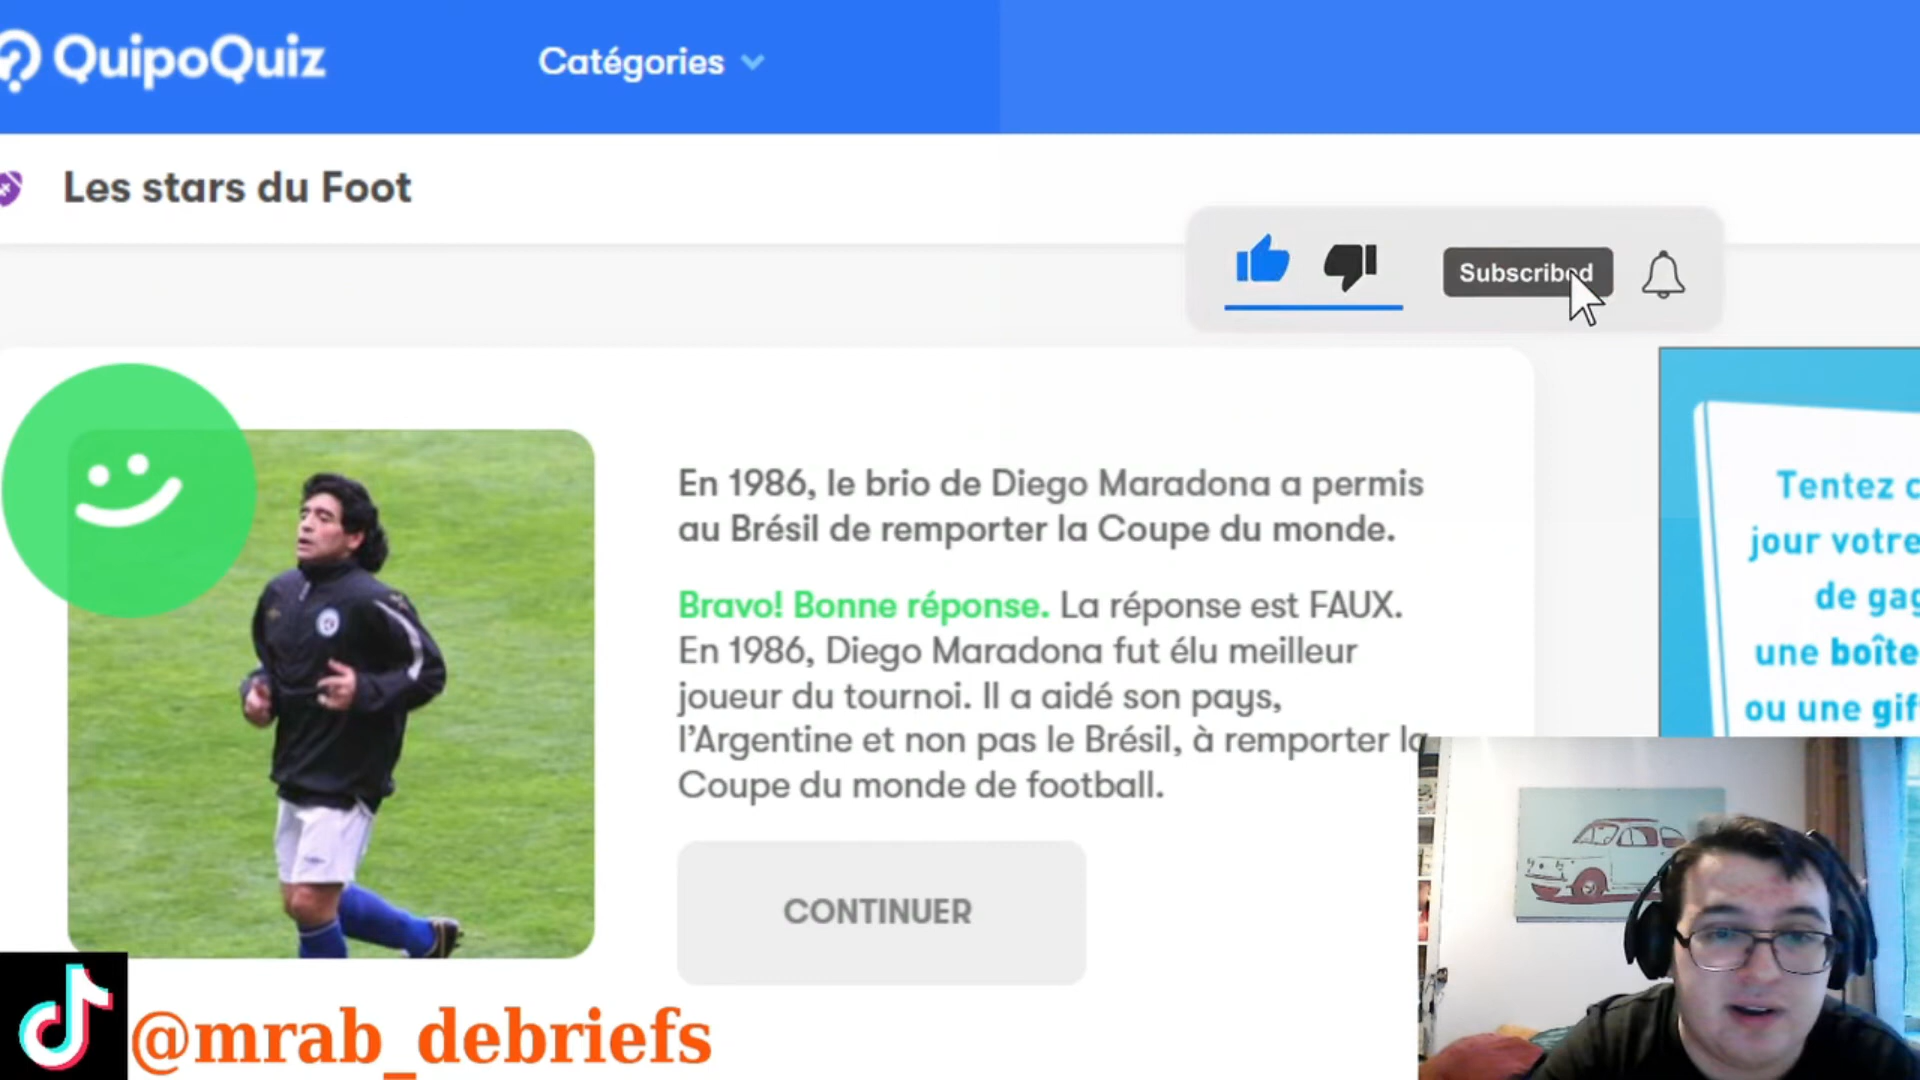 QuipoQuiz
Catégories
Les stars du Foot
Subscribed
En 1986, le brio de Diego Maradona a permis
au Brésil de remporter la Coupe du monde.
Bravo! Bonne réponse. La réponse est FAUX.
En 1986, Diego Maradona fut élu meilleur
joueur du tournoi. Il a aidé son pays,
l'Argentine et non pas le Brésil, à remporter la
Coupe du monde de football.
CONTINUER
Tentez
jour votre
de
une boîte
ou une
@mrab_debriefs